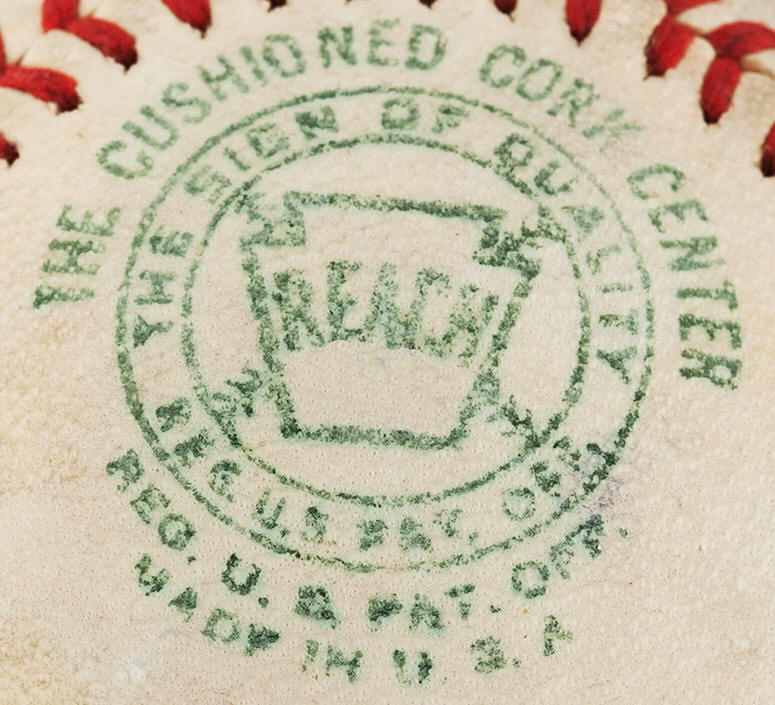 THE CUSHIONED CORK CENTER
THE SIGN OF QUALITY
REACH
REG. U.S. PAT. OFF.
REG. U. S. PAT. OFF.
MADE IN U. S. A